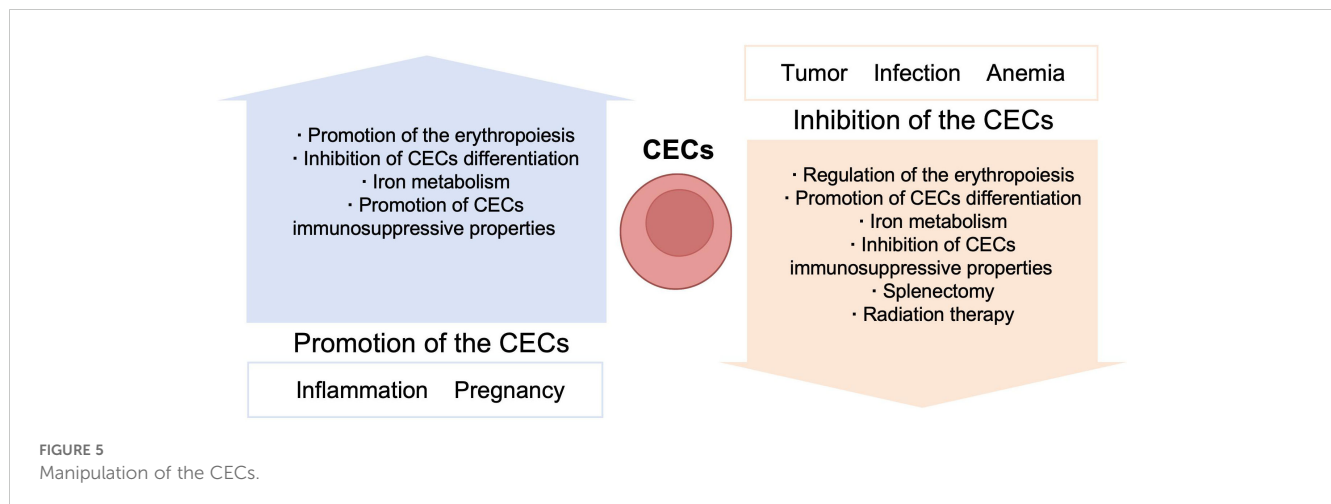 · Promotion of the erythropoiesis
· Inhibition of CECs differentiation
· Iron metabolism
· Promotion of CECs
immunosuppressive properties
Promotion of the CECs
Inflammation Pregnancy
CECs
Tumor Infection Anemia
Inhibition of the CECs
· Regulation of the erythropoiesis
· Promotion of CECs differentiation
· Iron metabolism
· Inhibition of CECs
immunosuppressive properties
· Splenectomy
· Radiation therapy
FIGURE 5
Manipulation of the CECs.